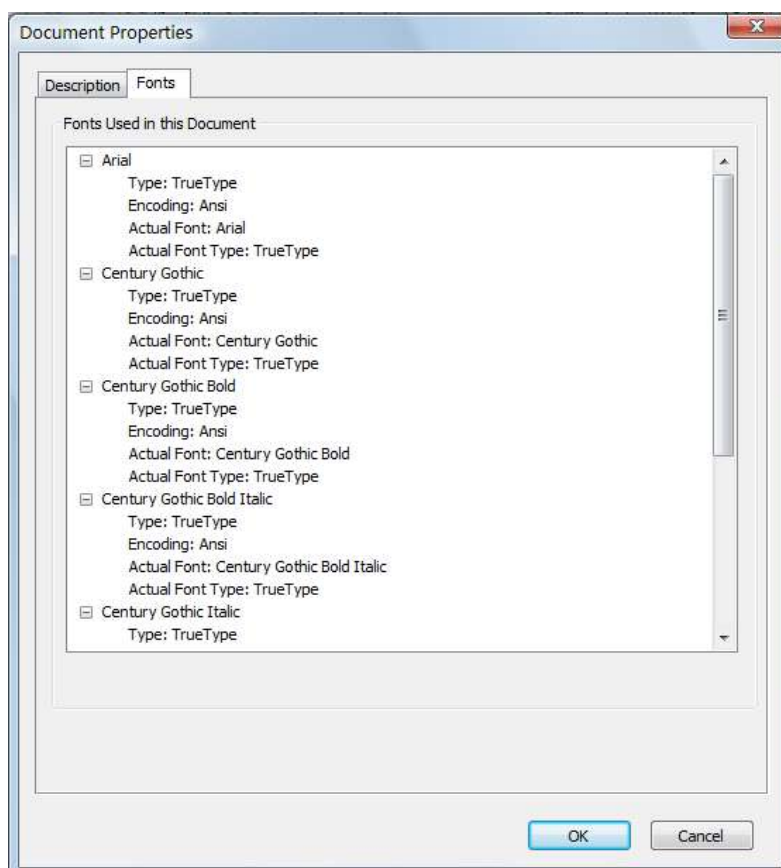 Document Properties
Description
Fonts
Fonts Used in this Document
Arial
Type: TrueType
Encoding: Ansi
Actual Font: Arial
Actual Font Type: TrueType
Century Gothic
Type: TrueType
Encoding: Ansi
Actual Font: Century Gothic
Actual Font Type: TrueType
Century Gothic Bold
Type: TrueType
Encoding: Ansi
Actual Font: Century Gothic Bold
Actual Font Type: TrueType
Century Gothic Bold Italic
Type: TrueType
Encoding: Ansi
Actual Font: Century Gothic Bold Italic
Actual Font Type: TrueType
Century Gothic Italic
Type: TrueType
OK
Cancel